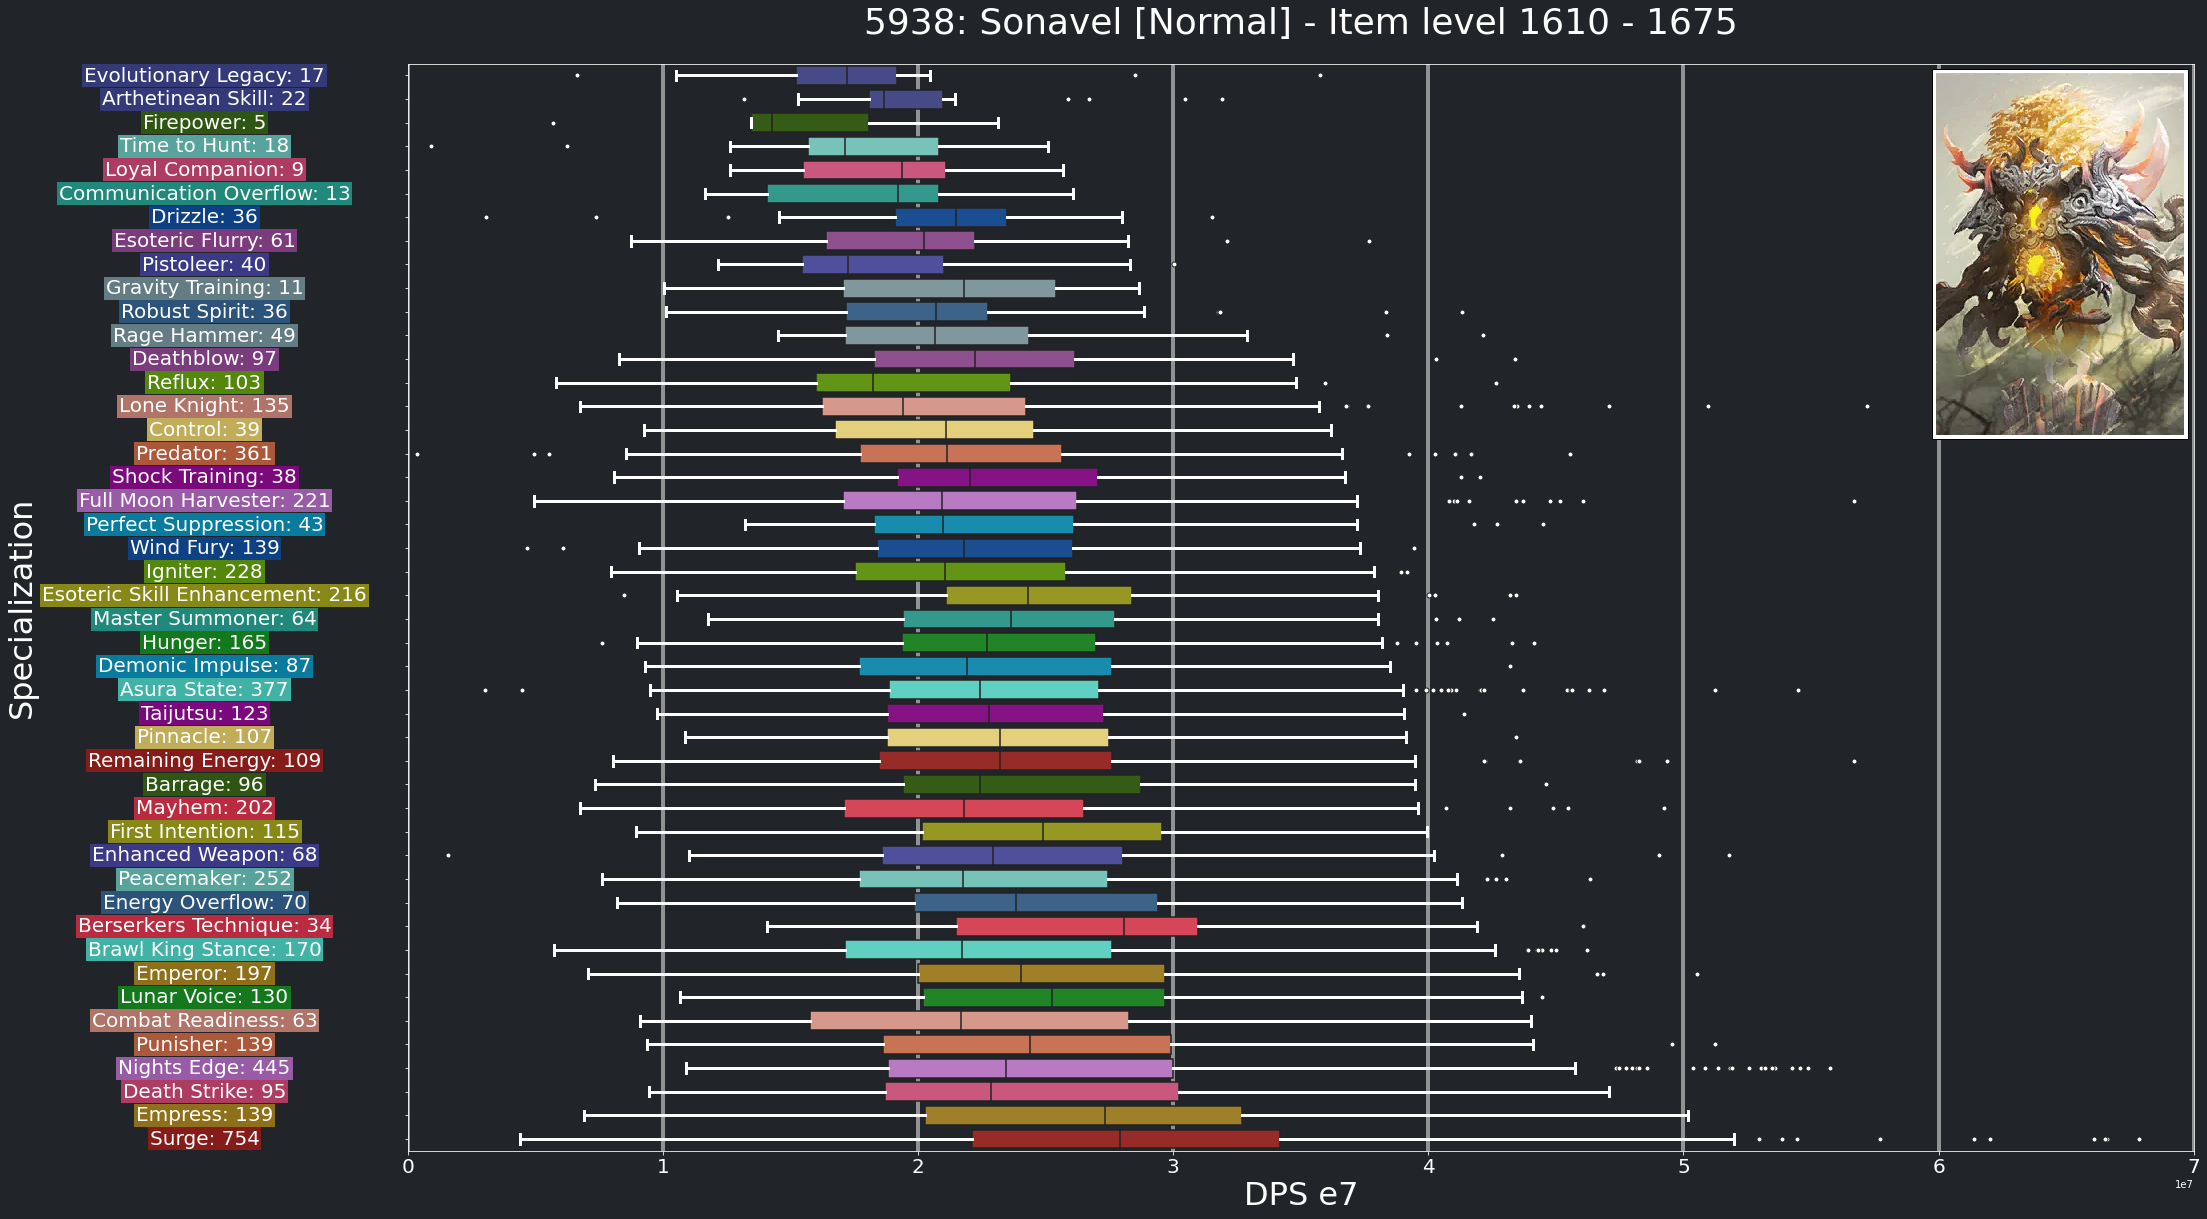 5938: Sonavel [Normal] - Item level 1610 - 1675
Evolutionary Legacy: 17
Arthetinean Skill: 22
Firepower: 5
Time to Hunt: 18
Loyal Companion: 9
Communication Overflow: 13
Drizzle: 36
Esoteric Flurry: 61
Pistoleer: 40
Gravity Training: 11
Robust Spirit: 36
Rage Hammer: 49
Deathblow: 97
Reflux: 103
Lone Knight: 135
Control: 39
Predator: 361
Shock Training: 38
Full Moon Harvester: 221
Perfect Suppression: 43
Wind Fury: 139
Igniter: 228
Esoteric Skill Enhancement: 216
Master Summoner: 64
Hunger: 165
Demonic Impulse: 87
Asura State: 377
Taijutsu: 123
Pinnacle: 107
Remaining Energy: 109
Barrage: 96
Mayhem: 202
First Intention: 115
Enhanced Weapon: 68
Peacemaker: 252
Energy Overflow: 70
Berserkers Technique: 34
Brawl King Stance: 170
Emperor: 197
Lunar Voice: 130
Combat Readiness: 63
Punisher: 139
Nights Edge: 445
Death Strike: 95
Empress: 139
Surge: 754
Specialization
0 1 2 3 4 5 6 7
1e7
DPS e7